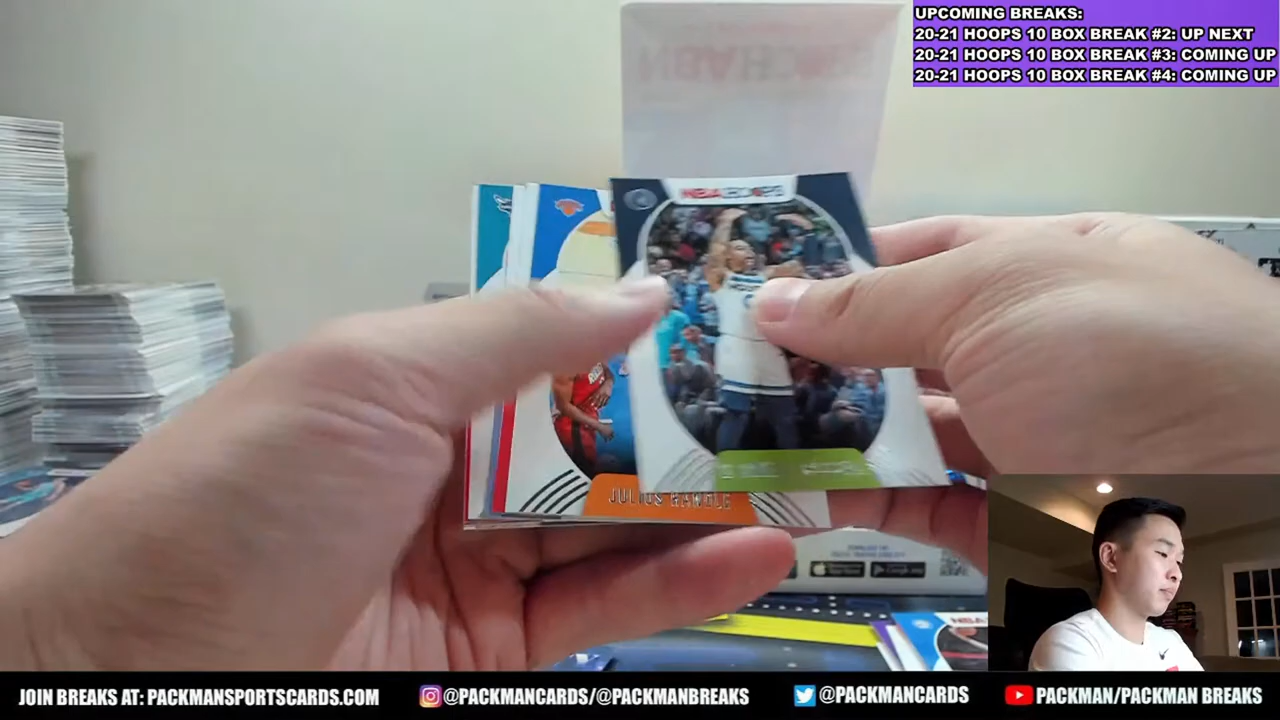 UPCOMING BREAKS:
20-21 HOOPS 10 BOX BREAK #2: UP NEXT
20-21 HOOPS 10 BOX BREAK #3: COMING UP
20-21 HOOPS 10 BOX BREAK #4: COMING UP
NBA HOOPS
JULIUS RANDLE
JOIN BREAKS AT: PACKMANSPORTSCARDS.COM
@PACKMANCARDS/@PACKMANBREAKS
@PACKMANCARDS
PACKMAN/PACKMAN BREAKS